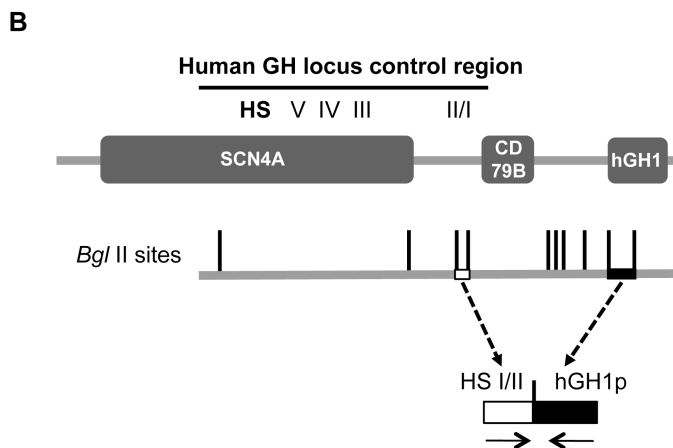 B
Human GH locus control region
HS V IV III II/I
SCN4A
CD
79B
hGH1
Bgl II sites
HS I/II hGH1p